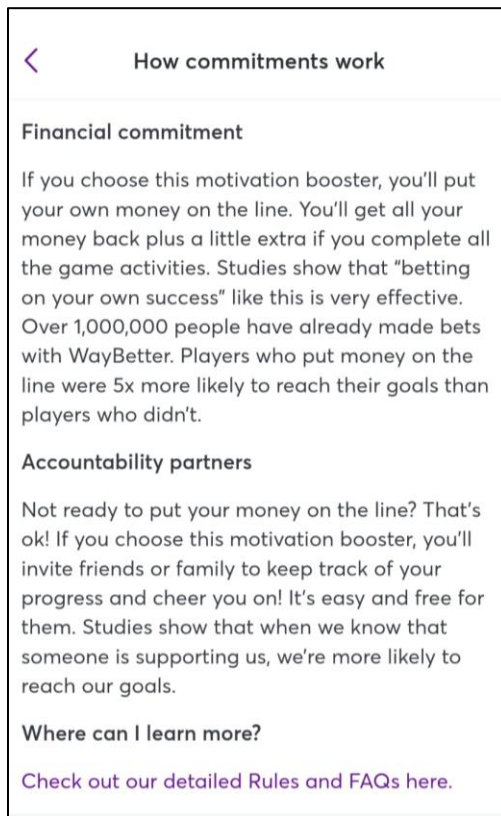 How commitments work
Financial commitment
If you choose this motivation booster, you'll put
your own money on the line. You'll get all your
money back plus a little extra if you complete all
the game activities. Studies show that "betting
on your own success" like this is very effective.
Over 1,000,000 people have already made bets
with WayBetter. Players who put money on the
line were 5x more likely to reach their goals than
players who didn't.
Accountability partners
Not ready to put your money on the line? That's
ok! If you choose this motivation booster, you'll
invite friends or family to keep track of your
progress and cheer you on! It's easy and free for
them. Studies show that when we know that
someone is supporting us, we're more likely to
reach our goals.
Where can I learn more?
Check out our detailed Rules and FAQs here.